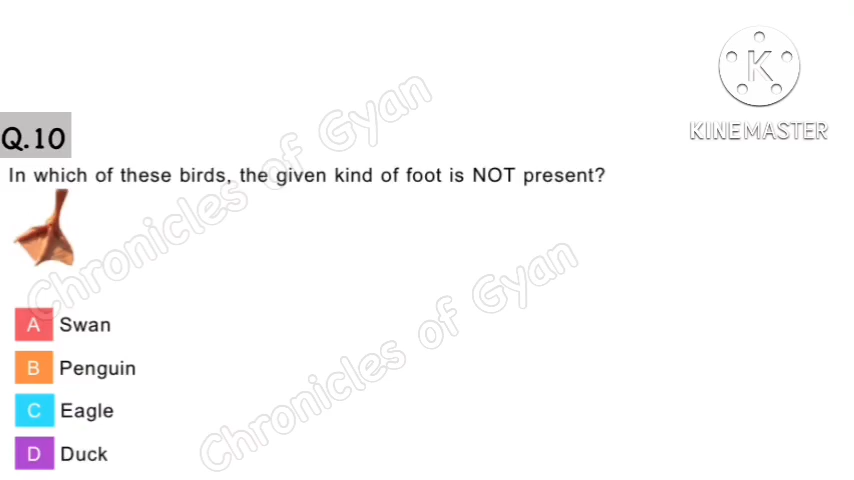 K
KINEMASTER
Q.10
In which of these birds, the given kind of foot is NOT present?
Chronicles of Gyan
A Swan
B Penguin
C Eagle
D Duck
Chronicles of Gyan